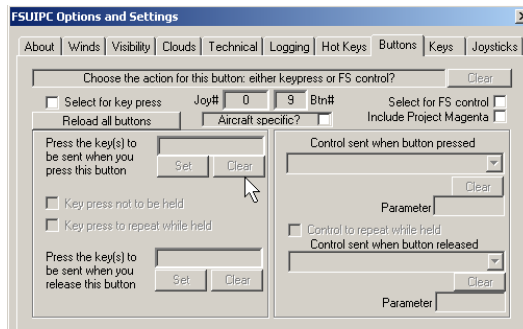 FSUIPC Options and Settings
About Winds Visibility Clouds Technical Logging Hot Keys Buttons Keys Joysticks
Choose the action for this button: either keypress or FS control? Clear
Select for key press Joy# 0 9 Btn# Select for FS control
Reload all buttons Aircraft specific? Include Project Magenta
Press the key(s) to
be sent when you
press this button
Set Clear
Key press not to be held
Key press to repeat while held
Press the key(s) to
be sent when you
release this button
Set Clear
Control sent when button pressed
Clear
Parameter
Control to repeat while held
Control sent when button released
Clear
Parameter